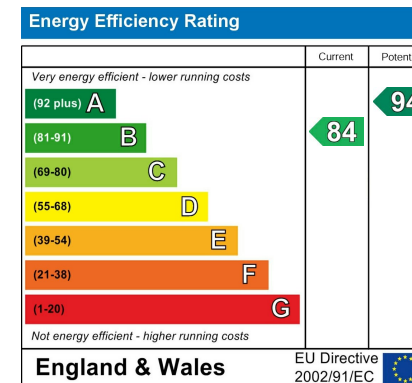 Energy Efficiency Rating
Current Potent
Very energy efficient - lower running costs
(92 plus) A
94
(81-91) B
84
(69-80) C
(55-68) D
(39-54) E
(21-38) F
(1-20) G
Not energy efficient - higher running costs
England & Wales
EU Directive
2002/91/EC